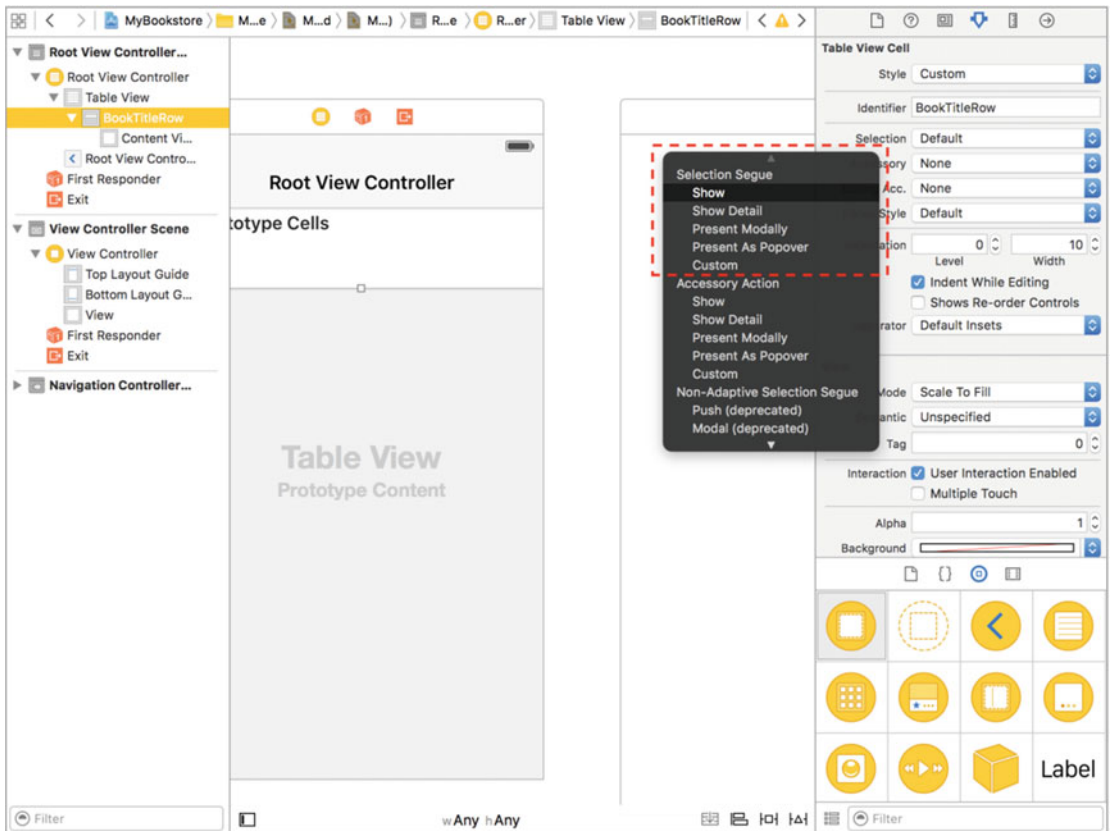 MyBookstore M...e M...d M...) R...e R...er) Table View BookTitleRow
Root View Controller...
Root View Controller
Table View
BookTitleRow
Content Vi...
Root View Contro...
First Responder
Exit
View Controller Scene
View Controller
Top Layout Guide
Bottom Layout G...
View
First Responder
Exit
Navigation Controller...
Filter
Root View Controller
totype Cells
Table View
Prototype Content
wAny hAny
Selection Segue
Show
Show Detail
Present Modally
Present As Popover
Custom
Accessory Action
Show
Show Detail
Present Modally
Present As Popover
Custom
Non-Adaptive Selection Segue
Push (deprecated)
Modal (deprecated)
Table View Cell
Style Custom
Identifier BookTitleRow
Selection Default
sory None
Acc. None
Style Default
ation 0 10
Level Width
Indent While Editing
Shows Re-order Controls
rator Default Insets
Mode Scale To Fill
antic Unspecified
Tag 0
Interaction User Interaction Enabled
Multiple Touch
Alpha 1
Background
{}
Label
Filter